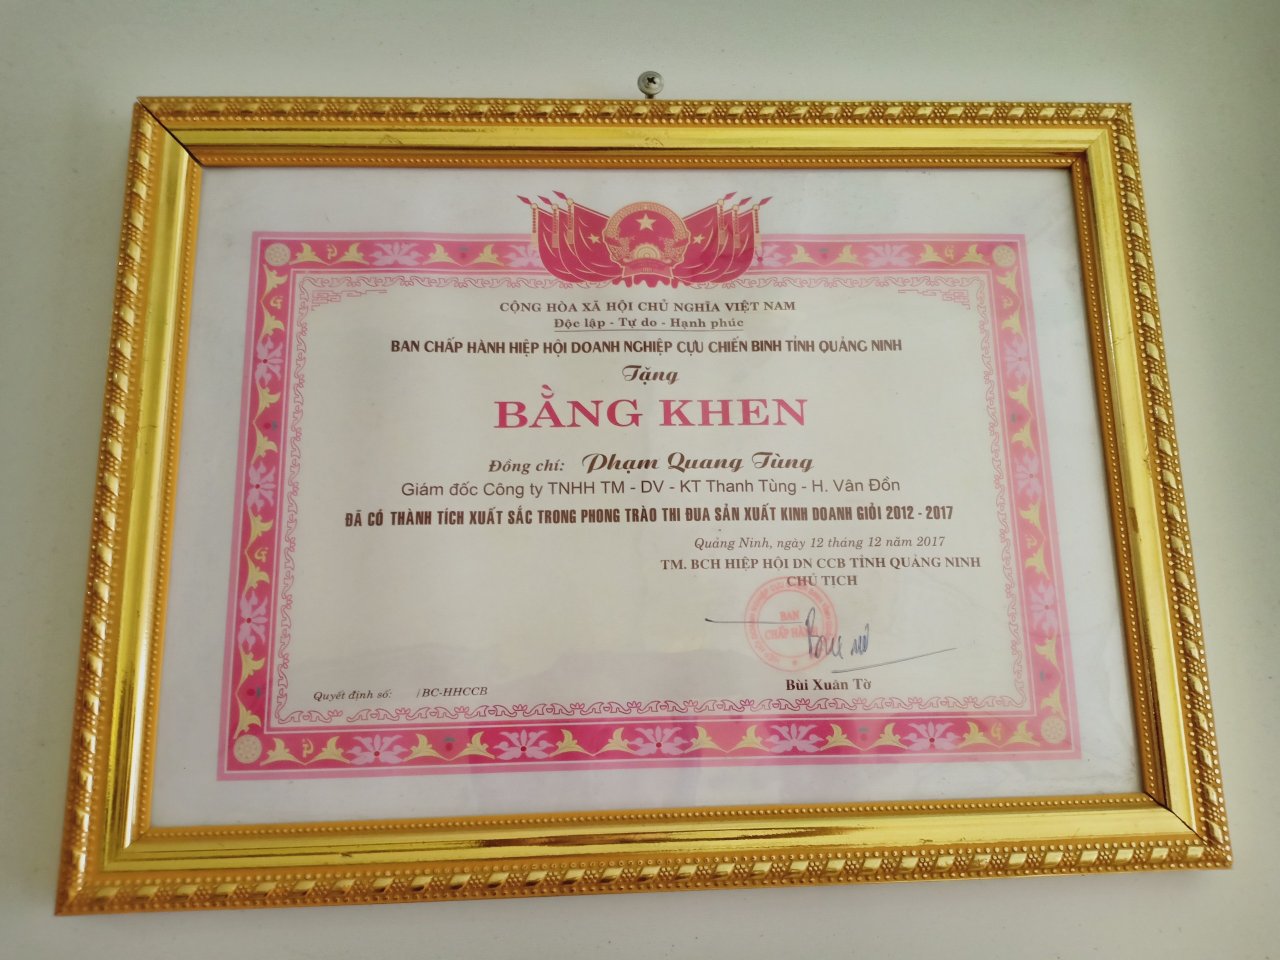 CỘNG HÒA XÃ HỘI CHỦ NGHĨA VIỆT NAM
Độc lập - Tự do - Hạnh phúc
BAN CHẤP HÀNH HIỆP HỘI DOANH NGHIỆP CỰU CHIẾN BINH TỈNH QUẢNG NINH
Tặng
BẰNG KHEN
Đồng chí: Phạm Quang Tùng
Giám đốc Công ty TNHH TM - DV - KT Thanh Tùng - H. Vân Đồn
ĐÃ CÓ THÀNH TÍCH XUẤT SẮC TRONG PHONG TRÀO THI ĐUA SẢN XUẤT KINH DOANH GIỎI 2012 - 2017
Quảng Ninh, ngày 12 tháng 12 năm 2017
TM. BCH HIỆP HỘI DN CCB TỈNH QUẢNG NINH
CHỦ TỊCH
BAN
CHẤP HÀNH
Bùi Xuân Tờ
Quyết định số: /BC-HHCCB